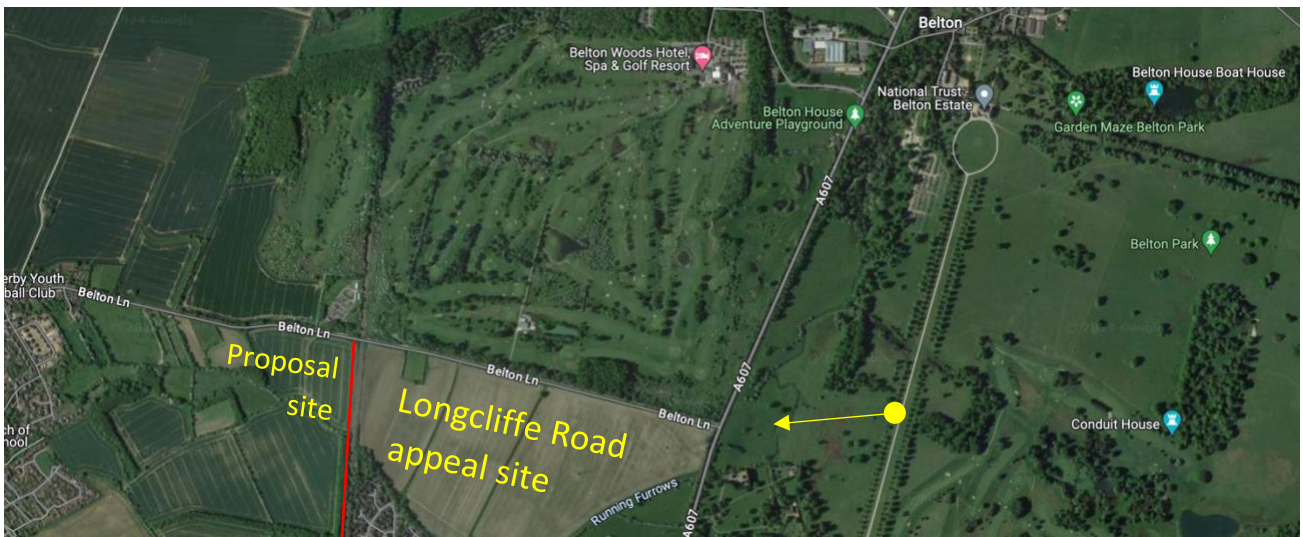 Belton
Belton Woods Hotel,
Spa & Golf Resort
Belton House Boat House
National Trust -
Belton Estate
Belton House
Adventure Playground
Garden Maze Belton Park
A607
Belton Park
erby Youth
ball Club
Belton Ln
Belton Ln
Proposal
site
Belton Ln
A607
Longcliffe Road
appeal site
Belton Ln
Conduit House
ch of
hool
Running Furrows
A607